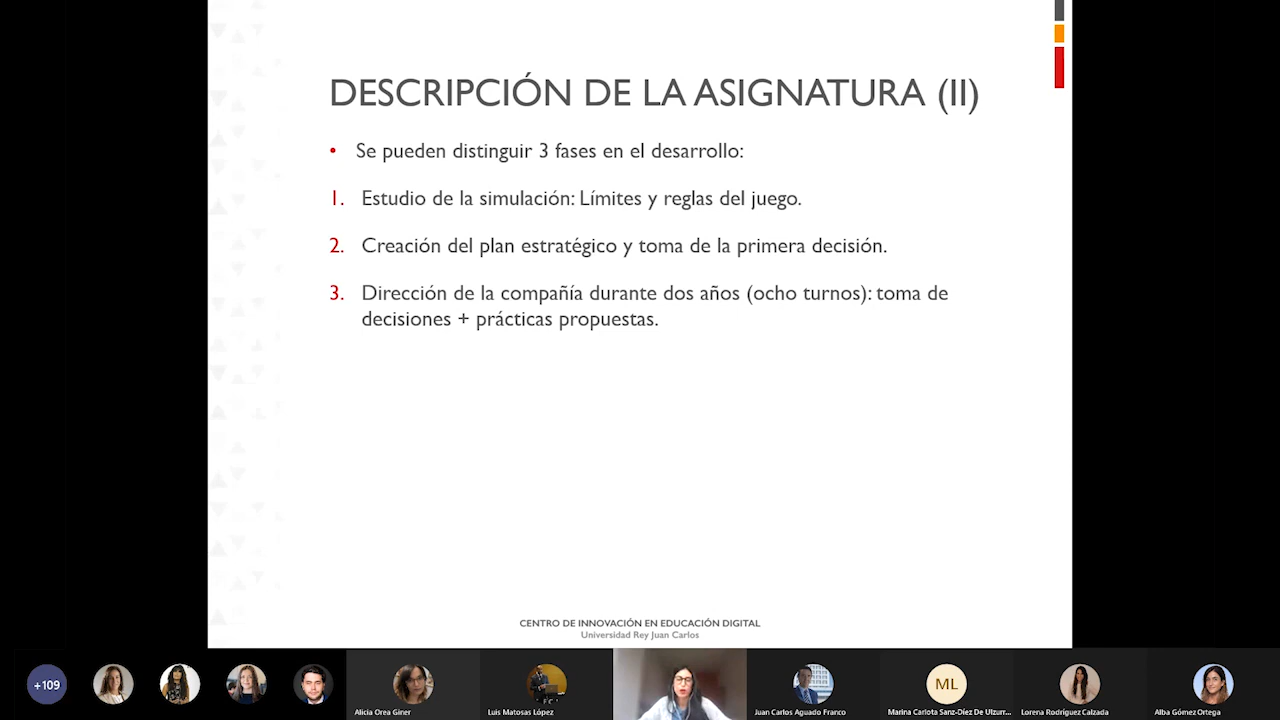 DESCRIPCIÓN DE LA ASIGNATURA (II)
• Se pueden distinguir 3 fases en el desarrollo:
1. Estudio de la simulación: Límites y reglas del juego.
2. Creación del plan estratégico y toma de la primera decisión.
3. Dirección de la compañía durante dos años (ocho turnos): toma de
decisiones + prácticas propuestas.
CENTRO DE INNOVACIÓN EN EDUCACIÓN DIGITAL
Universidad Rey Juan Carlos
+109
ML
Alicia Orea Giner
Luis Matosas López
Juan Carlos Aguado Franco
Marina Carlota Sanz-Díez De Ulzurr...
Lorena Rodríguez Calzada
Alba Gómez Ortega